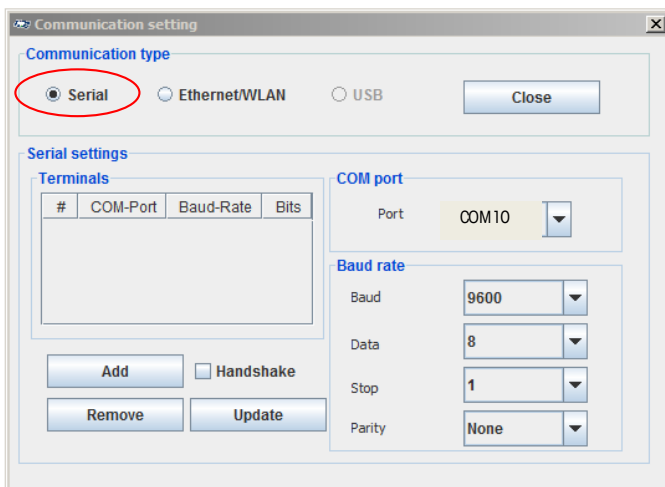 Communication setting
Communication type
Serial
Ethernet/WLAN
USB
Close
Serial settings
Terminals
# COM-Port Baud-Rate Bits
Add
Handshake
Remove
Update
COM port
Port COM10
Baud rate
Baud 9600
Data 8
Stop 1
Parity None